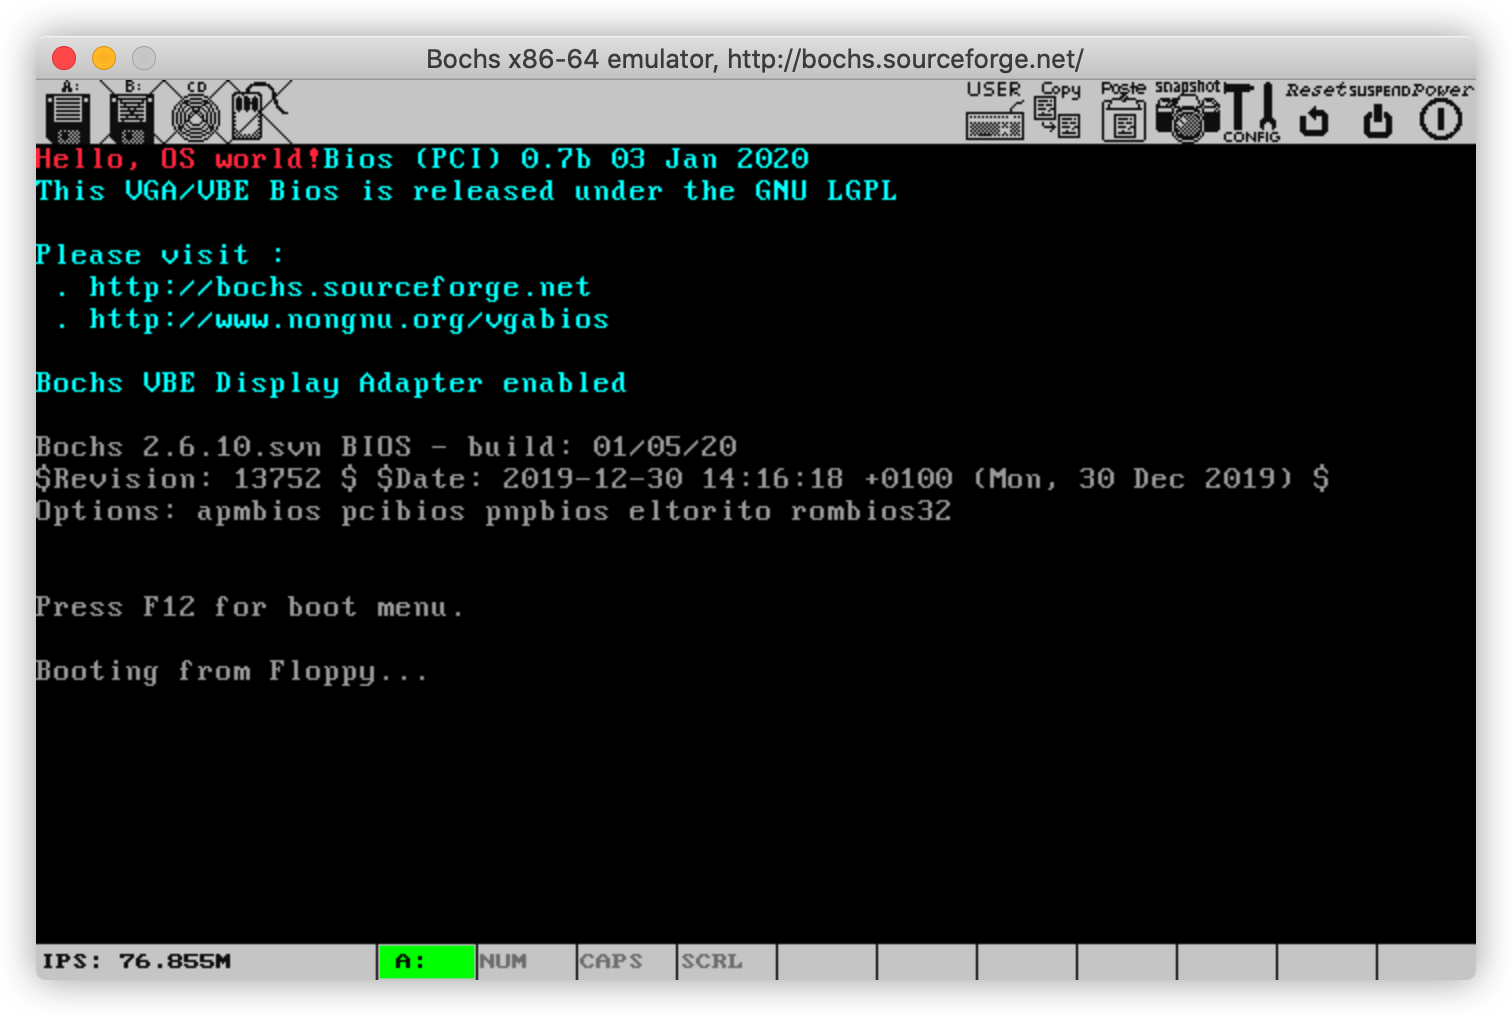 Bochs x86-64 emulator, http://bochs.sourceforge.net/
A: B: CD USER Copy Paste snapshot CONFIG Reset SUSPEND Power
Hello, OS world!Bios (PCI) 0.7b 03 Jan 2020
This VGA/VBE Bios is released under the GNU LGPL
Please visit :
. http://bochs.sourceforge.net
. http://www.nongnu.org/vgabios
Bochs VBE Display Adapter enabled
Bochs 2.6.10.svn BIOS - build: 01/05/20
$Revision: 13752 $ $Date: 2019-12-30 14:16:18 +0100 (Mon, 30 Dec 2019) $
Options: apmbios pcibios pnpbios eltorito rombios32
Press F12 for boot menu.
Booting from Floppy...
IPS: 76.855M A: NUM CAPS SCRL